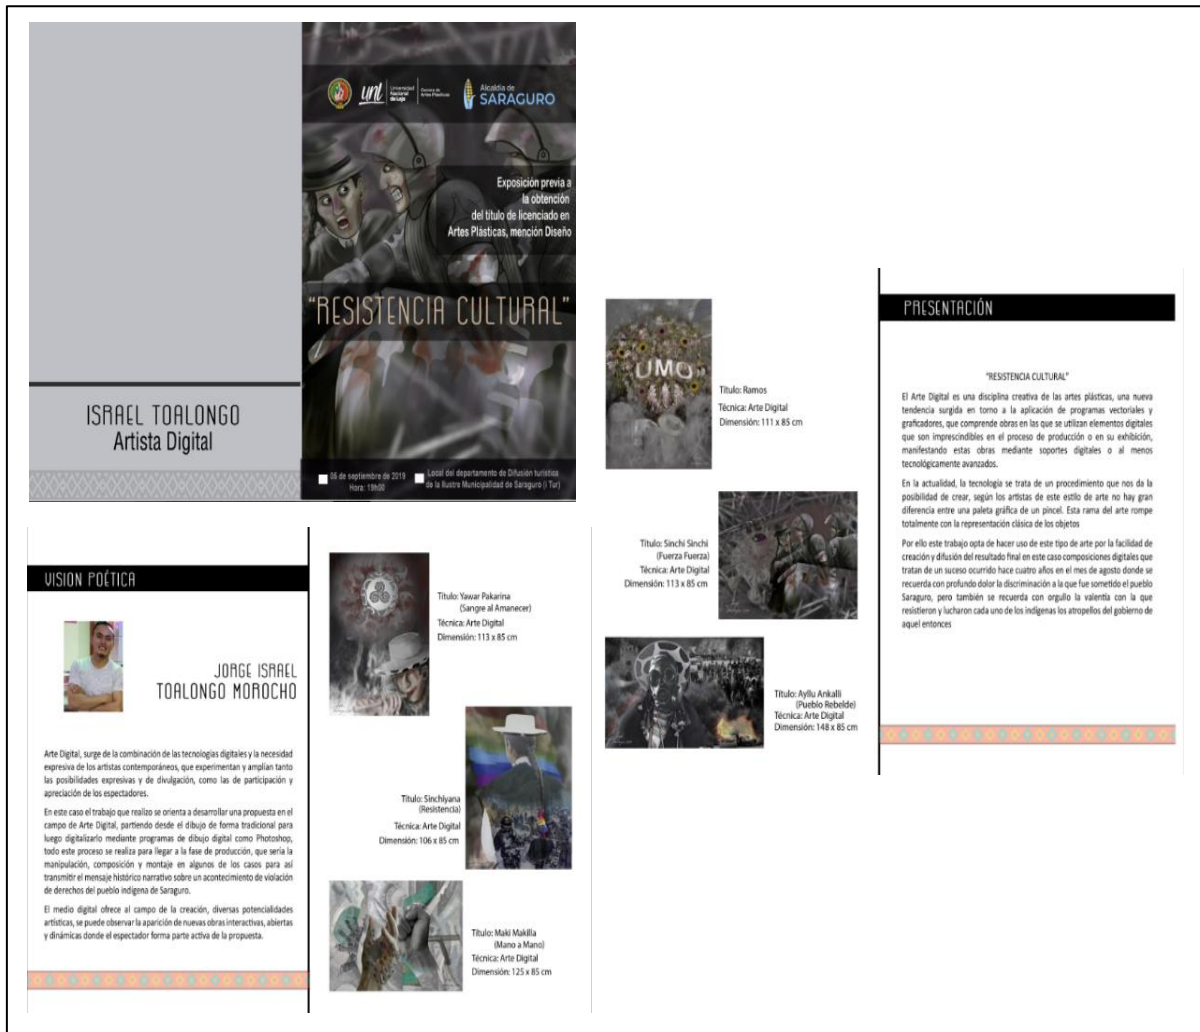 unl
Universidad
Nacional
de Loja
Carrera de
Artes Plásticas
Alcaldía de
SARAGURO
Exposición previa a
la obtención
del título de licenciado en
Artes Plásticas, mención Diseño
"RESISTENCIA CULTURAL"
ISRAEL TOALONGO
Artista Digital
06 de septiembre de 2019
Hora: 19h00
Local del departamento de Difusión turística
de la Ilustre Municipalidad de Saraguro (i Tur)
UMO
Título: Ramos
Técnica: Arte Digital
Dimensión: 111 x 85 cm
Título: Sinchi Sinchi
(Fuerza Fuerza)
Técnica: Arte Digital
Dimensión: 113 x 85 cm
Título: Ayllu Ankalli
(Pueblo Rebelde)
Técnica: Arte Digital
Dimensión: 148 x 85 cm
PRESENTACIÓN
"RESISTENCIA CULTURAL"
El Arte Digital es una disciplina creativa de las artes plásticas, una nueva
tendencia surgida en torno a la aplicación de programas vectoriales y
graficadores, que comprende obras en las que se utilizan elementos digitales
que son imprescindibles en el proceso de producción o en su exhibición,
manifestando estas obras mediante soportes digitales o al menos
tecnológicamente avanzados.
En la actualidad, la tecnología se trata de un procedimiento que nos da la
posibilidad de crear, según los artistas de este estilo de arte no hay gran
diferencia entre una paleta gráfica de un pincel. Esta rama del arte rompe
totalmente con la representación clásica de los objetos
Por ello este trabajo opta de hacer uso de este tipo de arte por la facilidad de
creación y difusión del resultado final en este caso composiciones digitales que
tratan de un suceso ocurrido hace cuatro años en el mes de agosto donde se
recuerda con profundo dolor la discriminación a la que fue sometido el pueblo
Saraguro, pero también se recuerda con orgullo la valentía con la que
resistieron y lucharon cada uno de los indígenas los atropellos del gobierno de
aquel entonces
VISION POÉTICA
JORGE ISRAEL
TOALONGO MOROCHO
Arte Digital, surge de la combinación de las tecnologías digitales y la necesidad
expresiva de los artistas contemporáneos, que experimentan y amplían tanto
las posibilidades expresivas y de divulgación, como las de participación y
apreciación de los espectadores.
En este caso el trabajo que realizo se orienta a desarrollar una propuesta en el
campo de Arte Digital, partiendo desde el dibujo de forma tradicional para
luego digitalizarlo mediante programas de dibujo digital como Photoshop,
todo este proceso se realiza para llegar a la fase de producción, que sería la
manipulación, composición y montaje en algunos de los casos para así
transmitir el mensaje histórico narrativo sobre un acontecimiento de violación
de derechos del pueblo indígena de Saraguro.
El medio digital ofrece al campo de la creación, diversas potencialidades
artísticas, se puede observar la aparición de nuevas obras interactivas, abiertas
y dinámicas donde el espectador forma parte activa de la propuesta.
Título: Yawar Pakarina
(Sangre al Amanecer)
Técnica: Arte Digital
Dimensión: 113 x 85 cm
Título: Sinchiyana
(Resistencia)
Técnica: Arte Digital
Dimensión: 106 x 85 cm
Título: Maki Makilla
(Mano a Mano)
Técnica: Arte Digital
Dimensión: 125 x 85 cm